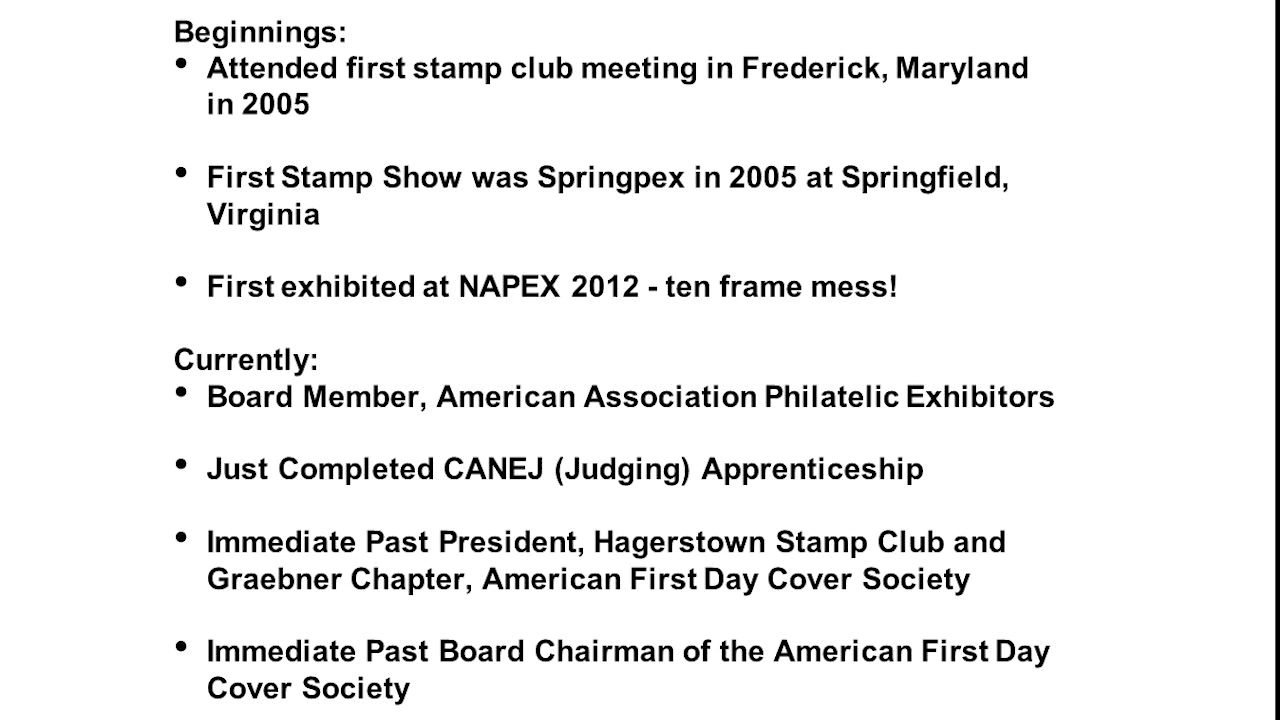 Beginnings:
• Attended first stamp club meeting in Frederick, Maryland
in 2005
• First Stamp Show was Springpex in 2005 at Springfield,
Virginia
• First exhibited at NAPEX 2012 - ten frame mess!
Currently:
• Board Member, American Association Philatelic Exhibitors
• Just Completed CANEJ (Judging) Apprenticeship
• Immediate Past President, Hagerstown Stamp Club and
Graebner Chapter, American First Day Cover Society
• Immediate Past Board Chairman of the American First Day
Cover Society